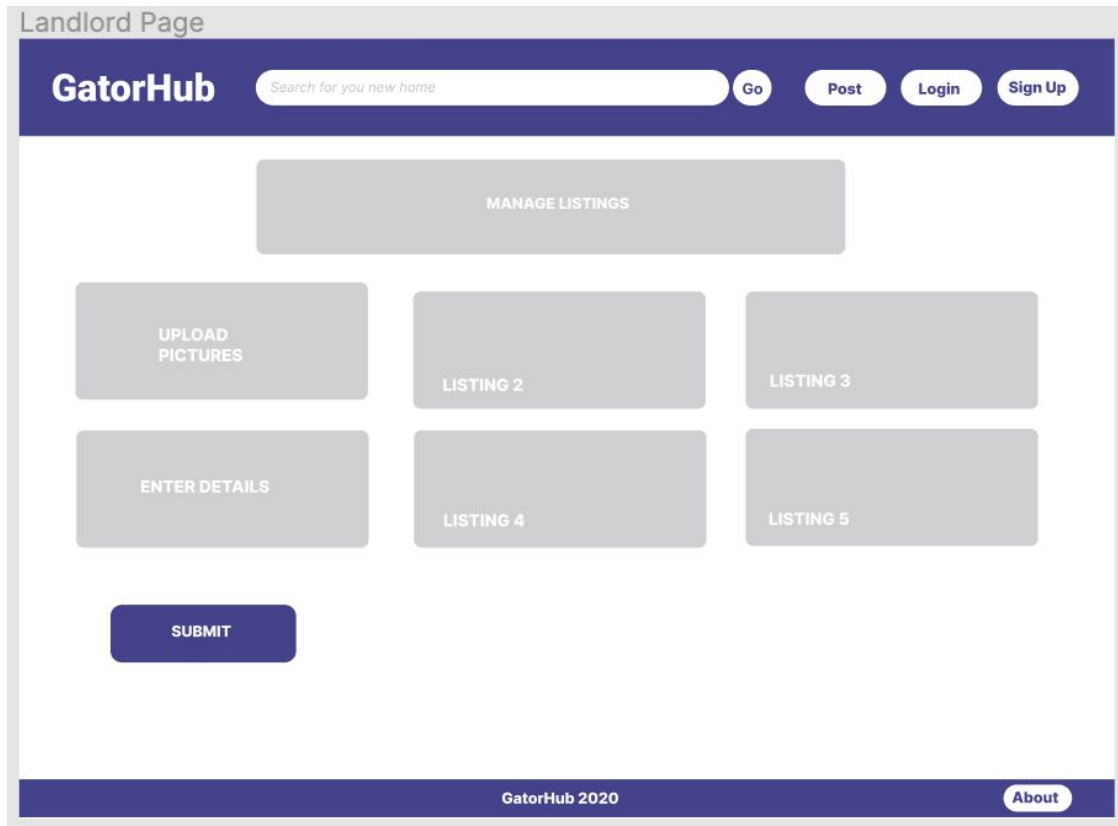 Landlord Page
GatorHub
Search for you new home
Go
Post
Login
Sign Up
MANAGE LISTINGS
UPLOAD
PICTURES
LISTING 2
LISTING 3
ENTER DETAILS
LISTING 4
LISTING 5
SUBMIT
GatorHub 2020
About